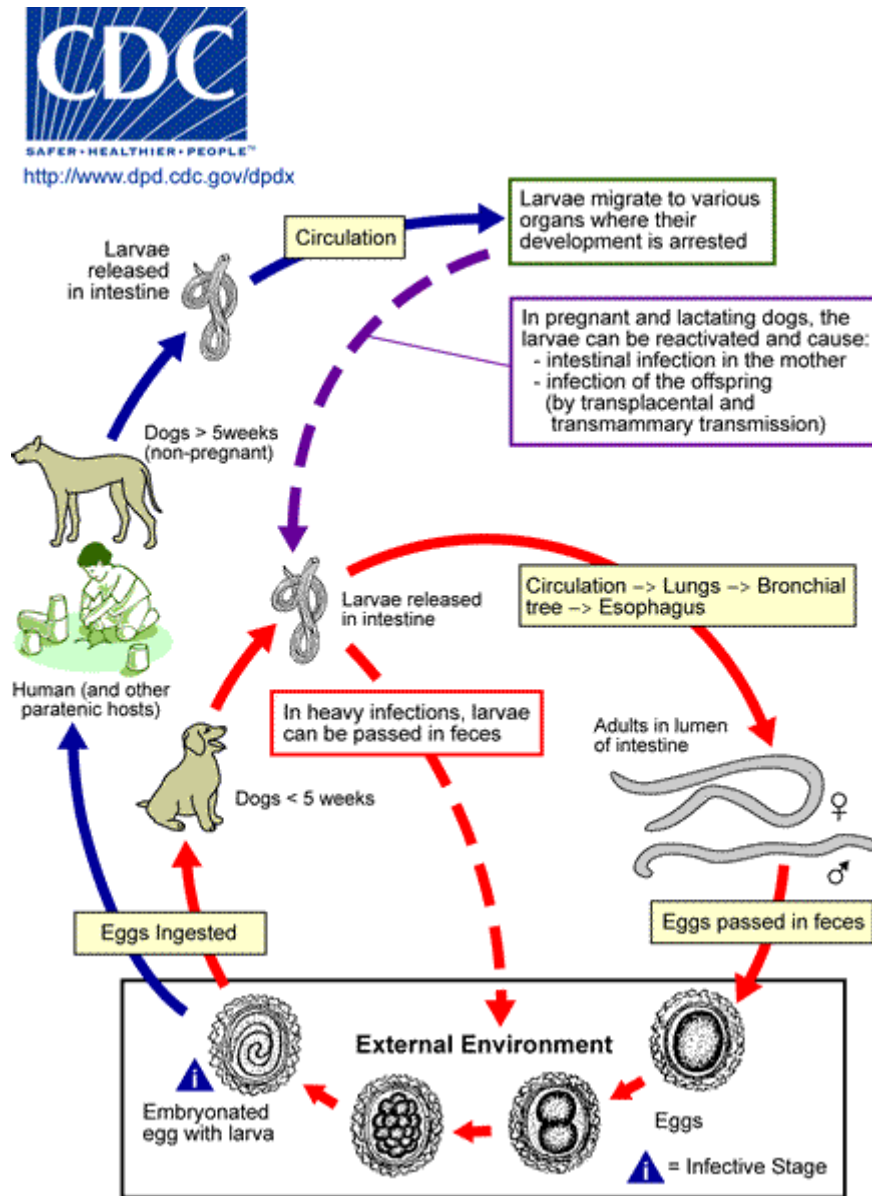 CDC
SAFER•HEALTHIER•PEOPLE™
http://www.dpd.cdc.gov/dpdx
Larvae
released
in intestine
Circulation
Larvae migrate to various
organs where their
development is arrested
In pregnant and lactating dogs, the
larvae can be reactivated and cause:
- intestinal infection in the mother
- infection of the offspring
(by transplacental and
transmammary transmission)
Dogs > 5weeks
(non-pregnant)
Larvae released
in intestine
Circulation –> Lungs –> Bronchial
tree –> Esophagus
Human (and other
paratenic hosts)
In heavy infections, larvae
can be passed in feces
Dogs < 5 weeks
Adults in lumen
of intestine
♀
♂
Eggs Ingested
Eggs passed in feces
External Environment
i
Embryonated
egg with larva
Eggs
i = Infective Stage